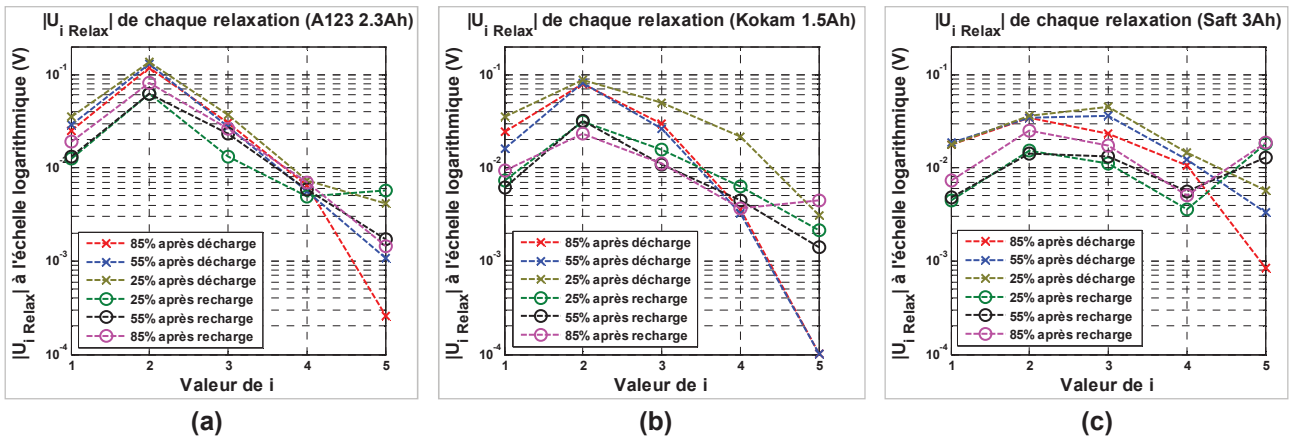 |U i Relax| de chaque relaxation (A123 2.3Ah)
|U i Relax| à l'échelle logarithmique (V)
10-1
10-2
10-3
10-4
85% après décharge
55% après décharge
25% après décharge
25% après recharge
55% après recharge
85% après recharge
1 2 3 4 5
Valeur de i
(a)
|U i Relax| de chaque relaxation (Kokam 1.5Ah)
|U i Relax| à l'échelle logarithmique (V)
10-1
10-2
10-3
10-4
85% après décharge
55% après décharge
25% après décharge
25% après recharge
55% après recharge
85% après recharge
1 2 3 4 5
Valeur de i
(b)
|U i Relax| de chaque relaxation (Saft 3Ah)
|U i Relax| à l'échelle logarithmique (V)
10-1
10-2
10-3
10-4
85% après décharge
55% après décharge
25% après décharge
25% après recharge
55% après recharge
85% après recharge
1 2 3 4 5
Valeur de i
(c)